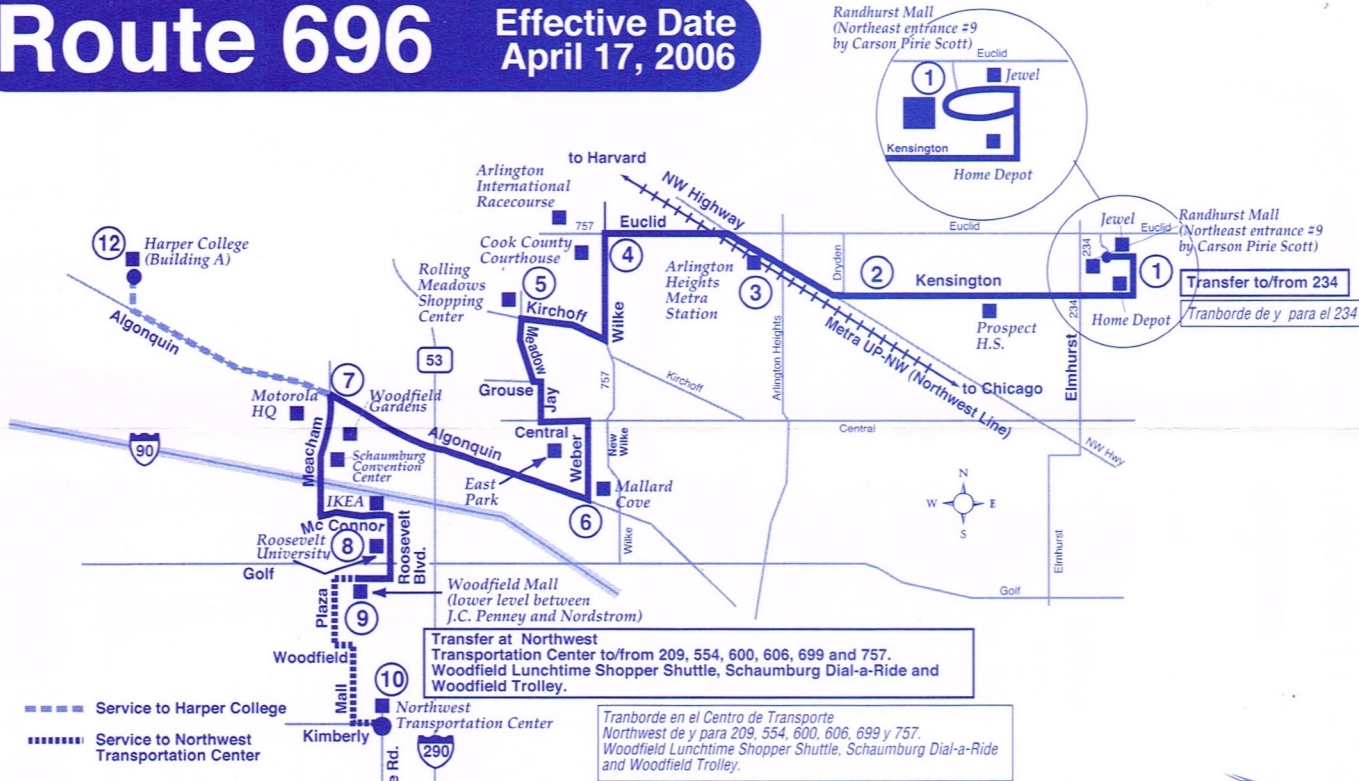 Route 696
Effective Date
April 17, 2006
Randhurst Mall
(Northeast entrance #9
by Carson Pirie Scott)
Euclid
1
Jewel
Kensington
Home Depot
to Harvard
NW Highway
Arlington
International
Racecourse
757
Euclid
Cook County
Courthouse
4
12
Harper College
(Building A)
Algonquin
Rolling
Meadows
Shopping
Center
5
Kirchoff
Wilke
Arlington
Heights
Metra
Station
3
Dryden
2
Euclid
Kensington
Jewel
Euclid
Randhurst Mall
(Northeast entrance #9
by Carson Pirie Scott)
234
1
Transfer to/from 234
Tranborde de y para el 234
Home Depot
234
Prospect
H.S.
Elmhurst
Metra UP-NW (Northwest Line)
to Chicago
Arlington Heights
Meadow
53
Grouse
Jay
757
Kirchoff
7
Motorola
HQ
Woodfield
Gardens
Algonquin
Central
Weber
New
Wilke
Central
NW Hwy
90
Meacham
Schaumburg
Convention
Center
East
Park
Mallard
Cove
6
IKEA
Mc Connor
Roosevelt
University
8
Roosevelt
Blvd.
Wilke
N
W
E
S
Elmhurst
Golf
Golf
Plaza
9
Woodfield Mall
(lower level between
J.C. Penney and Nordstrom)
Woodfield
Mall
10
Northwest
Transportation Center
Kimberly
290
e Rd.
Transfer at Northwest
Transportation Center to/from 209, 554, 600, 606, 699 and 757.
Woodfield Lunchtime Shopper Shuttle, Schaumburg Dial-a-Ride and
Woodfield Trolley.
Tranborde en el Centro de Transporte
Northwest de y para 209, 554, 600, 606, 699 y 757.
Woodfield Lunchtime Shopper Shuttle, Schaumburg Dial-a-Ride
and Woodfield Trolley.
Service to Harper College
Service to Northwest
Transportation Center